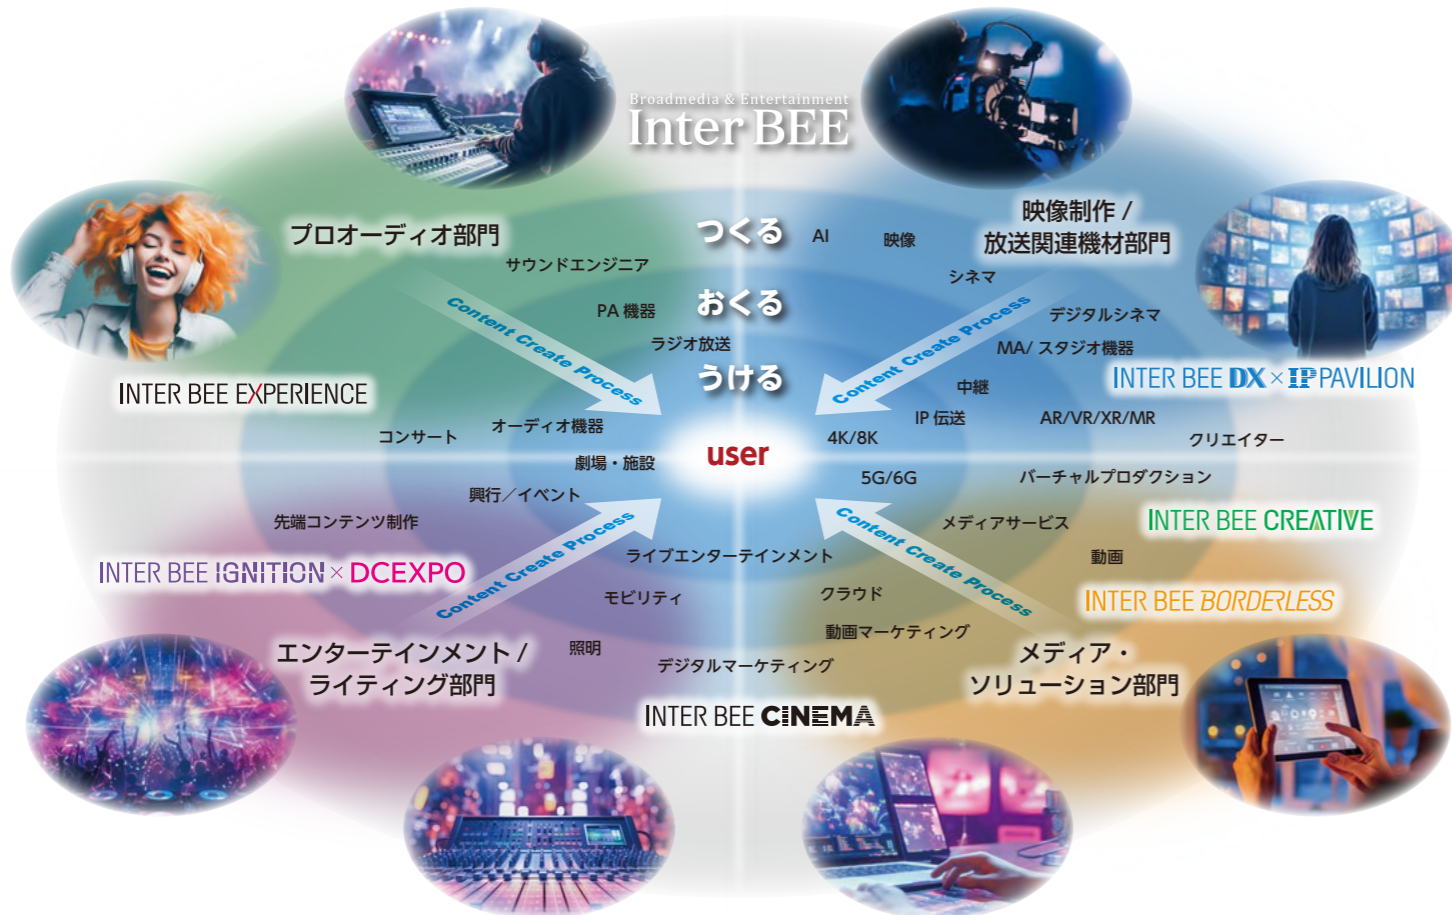 Broadmedia & Entertainment
Inter BEE
プロオーディオ部門
つくる
AI
映像
映像制作 /
放送関連機材部門
サウンドエンジニア
シネマ
PA 機器
おくる
デジタルシネマ
Content Create Process
Content Create Process
ラジオ放送
MA/ スタジオ機器
うける
INTER BEE EXPERIENCE
中継
INTER BEE DX × IP PAVILION
コンサート
オーディオ機器
IP 伝送
AR/VR/XR/MR
4K/8K
クリエイター
user
劇場・施設
5G/6G
バーチャルプロダクション
興行／イベント
先端コンテンツ制作
メディアサービス
INTER BEE CREATIVE
INTER BEE IGNITION × DCEXPO
Content Create Process
Content Create Process
ライブエンターテインメント
動画
モビリティ
クラウド
INTER BEE BORDERLESS
エンターテインメント /
ライティング部門
照明
動画マーケティング
デジタルマーケティング
メディア・
ソリューション部門
INTER BEE CINEMA